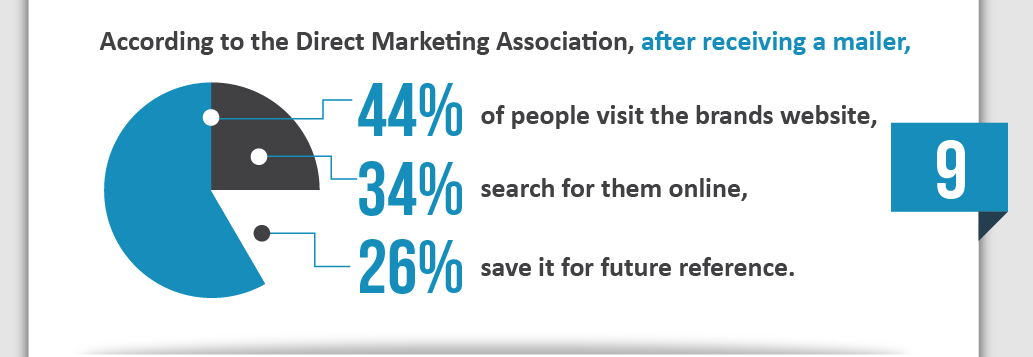 According to the Direct Marketing Association, after receiving a mailer,
44% of people visit the brands website,
34% search for them online,
26% save it for future reference.
9